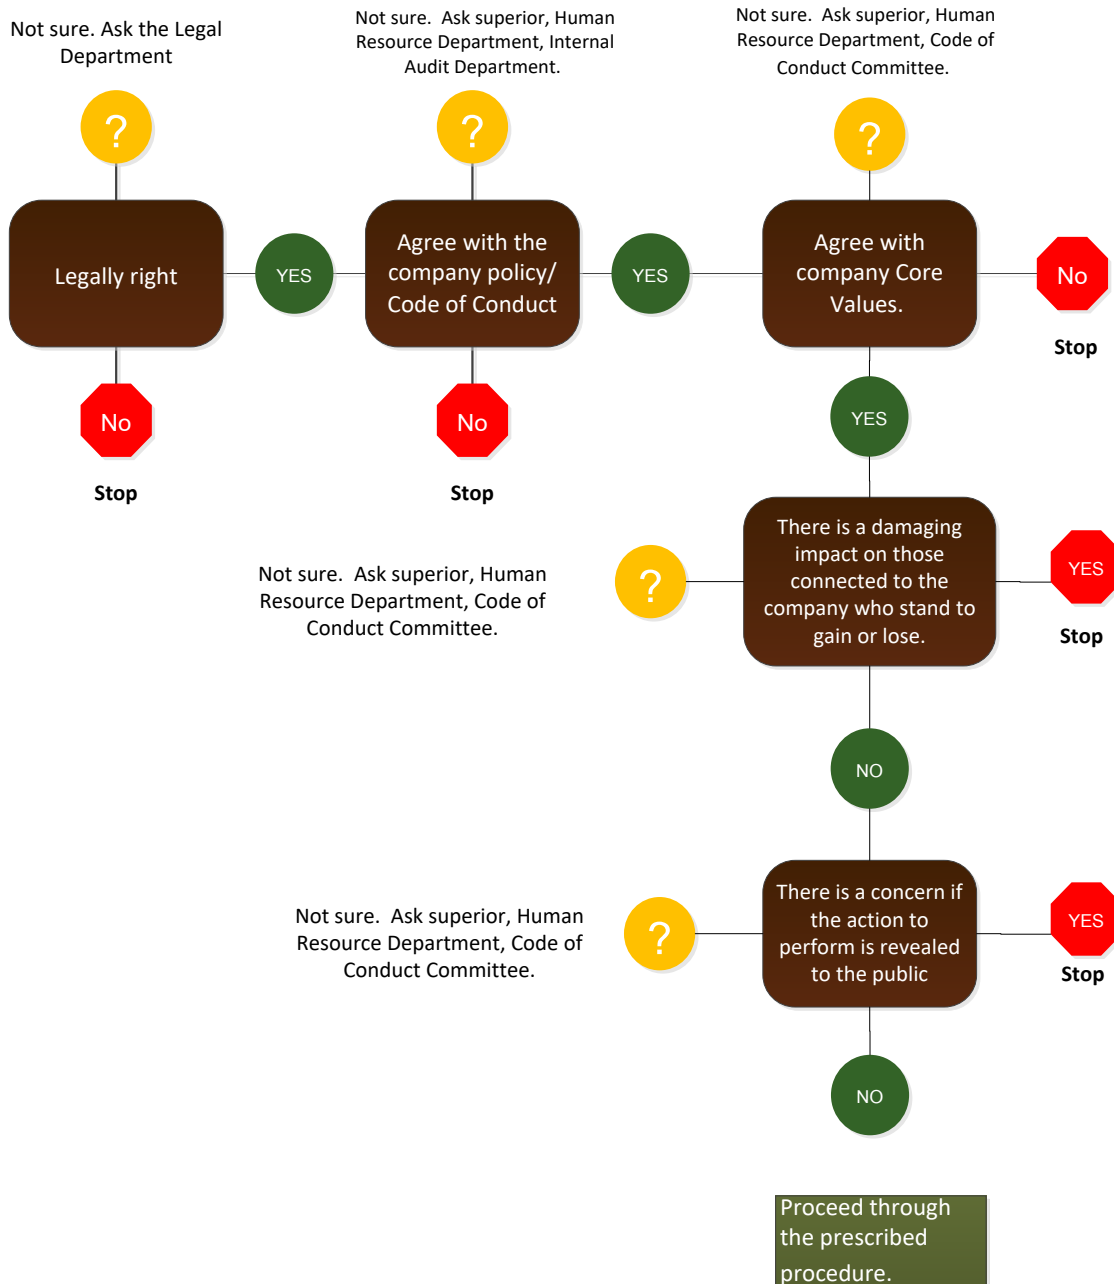 Not sure. Ask the Legal
Department
Not sure.  Ask superior, Human
Resource Department, Internal
Audit Department.
Not sure.  Ask superior, Human
Resource Department, Code of
Conduct Committee.
?
?
?
Legally right
YES
Agree with the
company policy/
Code of Conduct
YES
Agree with
company Core
Values.
No
Stop
No
Stop
No
Stop
YES
Not sure.  Ask superior, Human
Resource Department, Code of
Conduct Committee.
?
There is a damaging
impact on those
connected to the
company who stand to
gain or lose.
YES
Stop
NO
Not sure.  Ask superior, Human
Resource Department, Code of
Conduct Committee.
?
There is a concern if
the action to
perform is revealed
to the public
YES
Stop
NO
Proceed through
the prescribed
procedure.